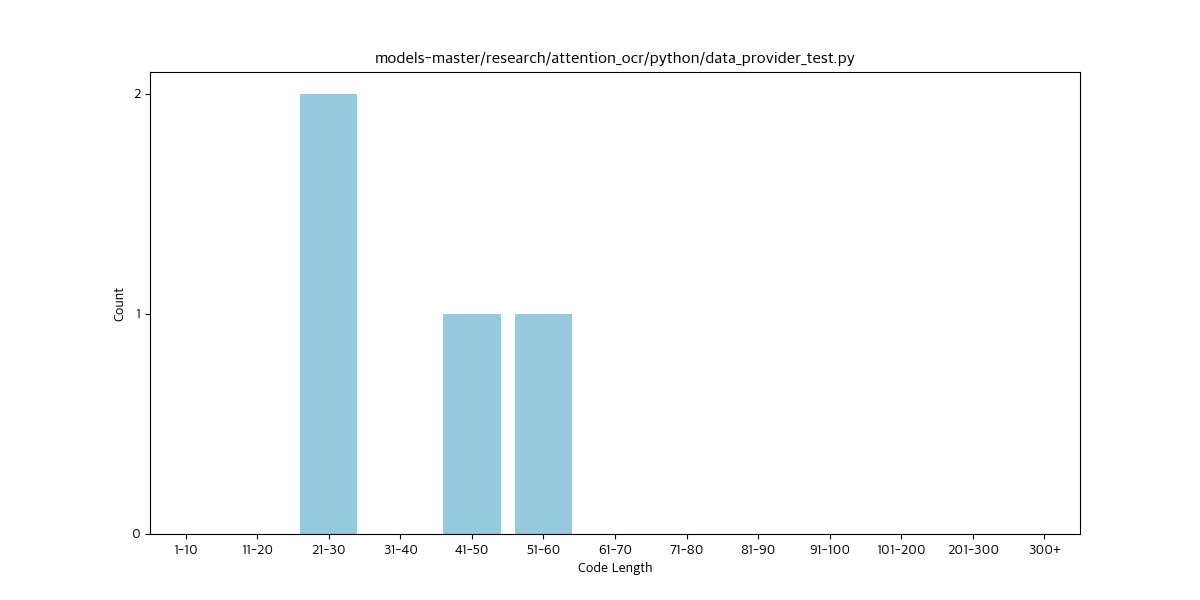 models-master/research/attention_ocr/python/data_provider_test.py
2
1
0
Count
1-10 11-20 21-30 31-40 41-50 51-60 61-70 71-80 81-90 91-100 101-200 201-300 300+
Code Length